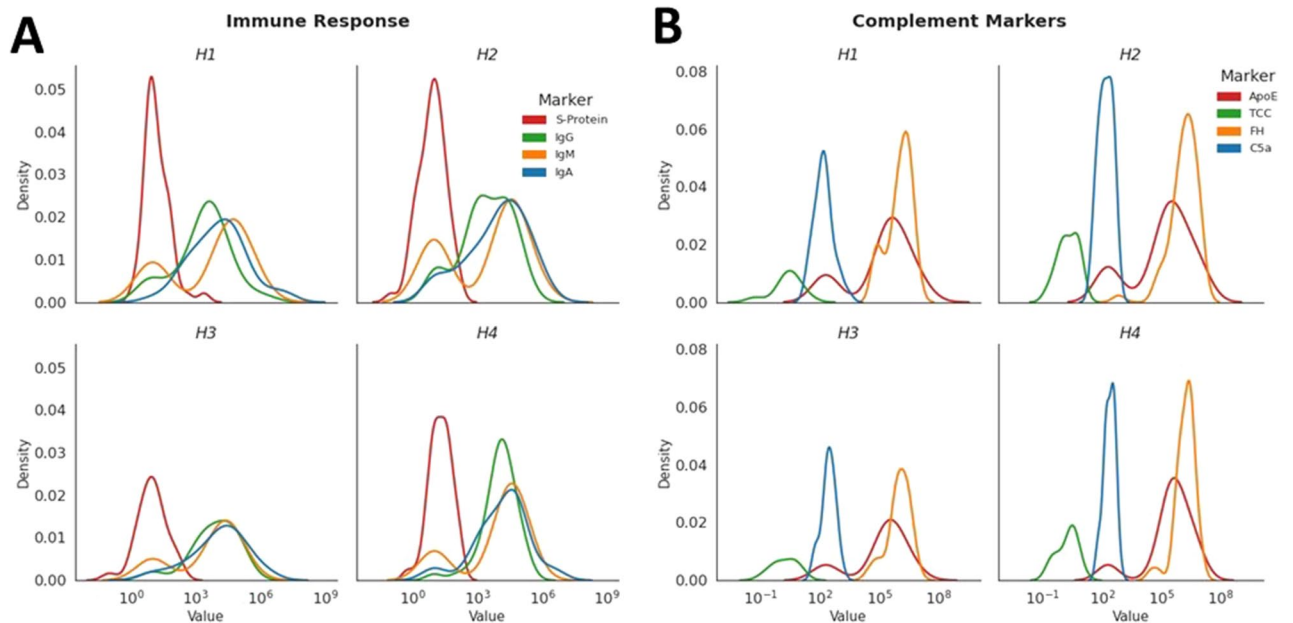 A
Immune Response
H1
H2
Density
0.05
0.04
0.03
0.02
0.01
0.00
Marker
S-Protein
IgG
IgM
IgA
H3
H4
Density
0.05
0.04
0.03
0.02
0.01
0.00
10⁰ 10³ 10⁶ 10⁹
Value
10⁰ 10³ 10⁶ 10⁹
Value
B
Complement Markers
H1
H2
Density
0.08
0.06
0.04
0.02
0.00
Marker
ApoE
TCC
FH
C5a
H3
H4
Density
0.08
0.06
0.04
0.02
0.00
10⁻¹ 10² 10⁵ 10⁸
Value
10⁻¹ 10² 10⁵ 10⁸
Value